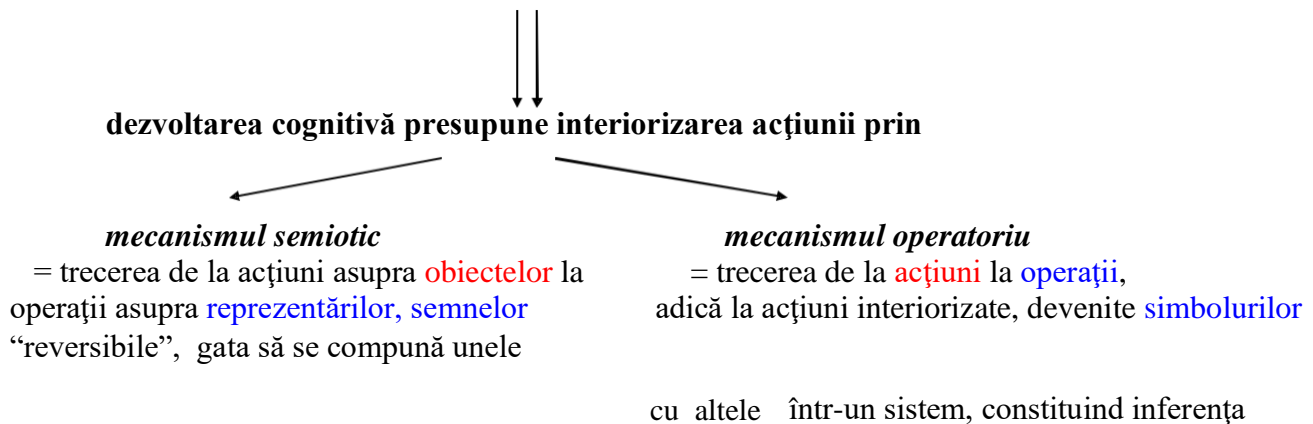 dezvoltarea cognitivă presupune interiorizarea acţiunii prin
mecanismul semiotic
= trecerea de la acţiuni asupra obiectelor la
operaţii asupra reprezentărilor, semnelor
“reversibile”, gata să se compună unele
mecanismul operatoriu
= trecerea de la acţiuni la operaţii,
adică la acţiuni interiorizate, devenite simbolurilor
cu altele într-un sistem, constituind inferenţa